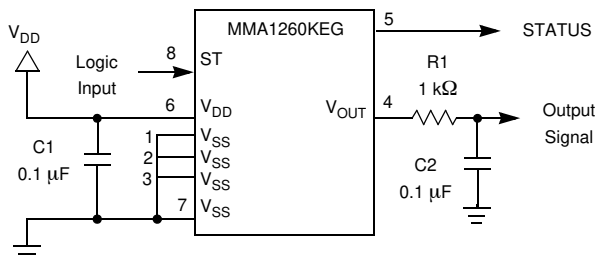 MMA1260KEG
5
STATUS
V_DD
8
ST
Logic
Input
R1
1 kΩ
6
V_DD
V_OUT
4
Output
Signal
1
V_SS
2
V_SS
3
V_SS
7
V_SS
C1
0.1 μF
C2
0.1 μF